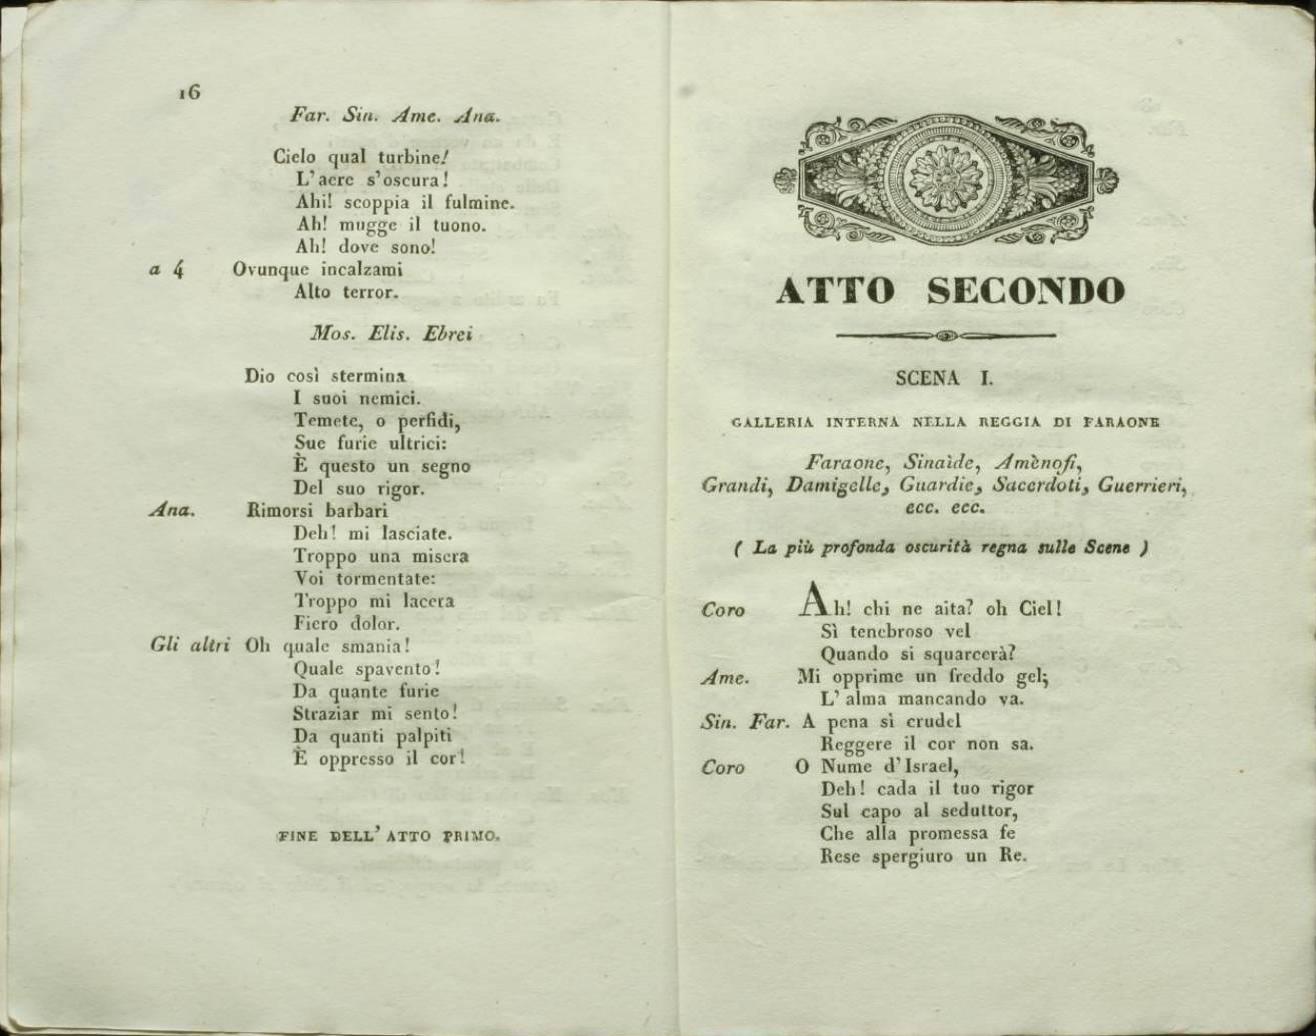 16
Far. Sin. Ame. Ana.
Cielo qual turbine!
L'aere s'oscura!
Ahi! scoppia il fulmine.
Ah! mugge il tuono.
Ah! dove sono!
a 4 Ovunque incalzami
Alto terror.
Mos. Elis. Ebrei
Dio così stermina
I suoi nemici.
Temete, o perfidi,
Sue furie ultrici:
È questo un segno
Del suo rigor.
Ana. Rimorsi barbari
Deh! mi lasciate.
Troppo una misera
Voi tormentate:
Troppo mi lacera
Fiero dolor.
Gli altri Oh quale smania!
Quale spavento!
Da quante furie
Straziar mi sento!
Da quanti palpiti
È oppresso il cor!
FINE DELL'ATTO PRIMO.
ATTO SECONDO
SCENA I.
GALLERIA INTERNA NELLA REGGIA DI FARAONE
Faraone, Sinaìde, Amènofi,
Grandi, Damigelle, Guardie, Sacerdoti, Guerrieri,
ecc. ecc.
( La più profonda oscurità regna sulle Scene )
Coro Ah! chi ne aita? oh Ciel!
Sì tenebroso vel
Quando si squarcerà?
Ame. Mi opprime un freddo gel;
L'alma mancando va.
Sin. Far. A pena sì crudel
Reggere il cor non sa.
Coro O Nume d'Israel,
Deh! cada il tuo rigor
Sul capo al seduttor,
Che alla promessa fe
Rese spergiuro un Re.